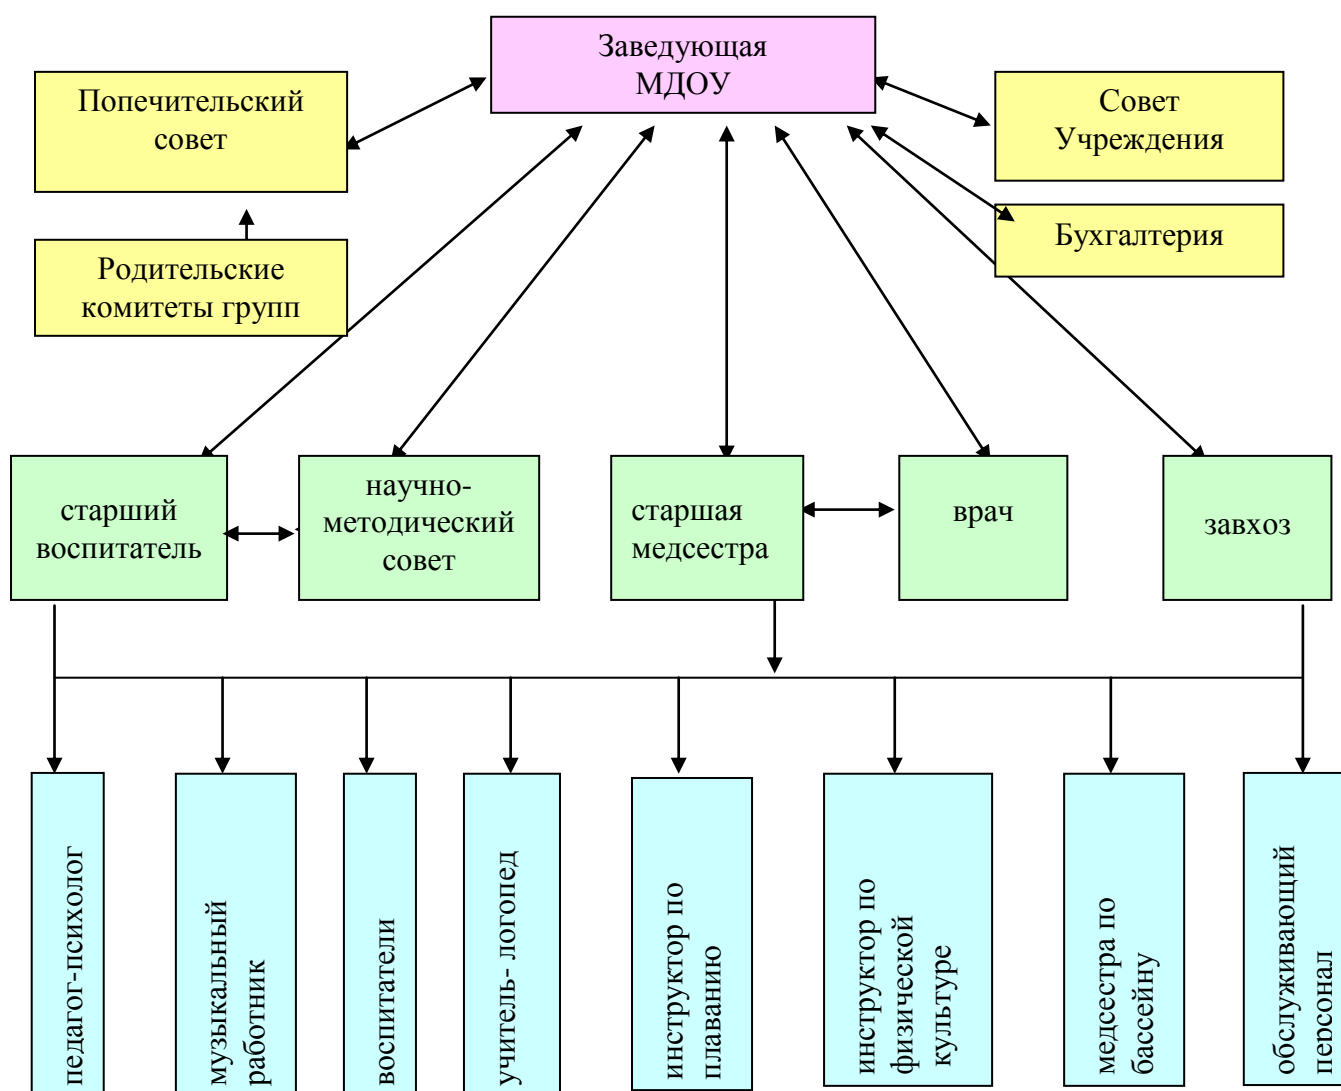 Заведующая
МДОУ
Попечительский
совет
Совет
Учреждения
Бухгалтерия
Родительские
комитеты групп
старший
воспитатель
научно-
методический
совет
старшая
медсестра
врач
завхоз
педагог-психолог
музыкальный
работник
воспитатели
учитель- логопед
инструктор по
плаванию
инструктор по
физической
культуре
медсестра по
бассейну
обслуживающий
персонал